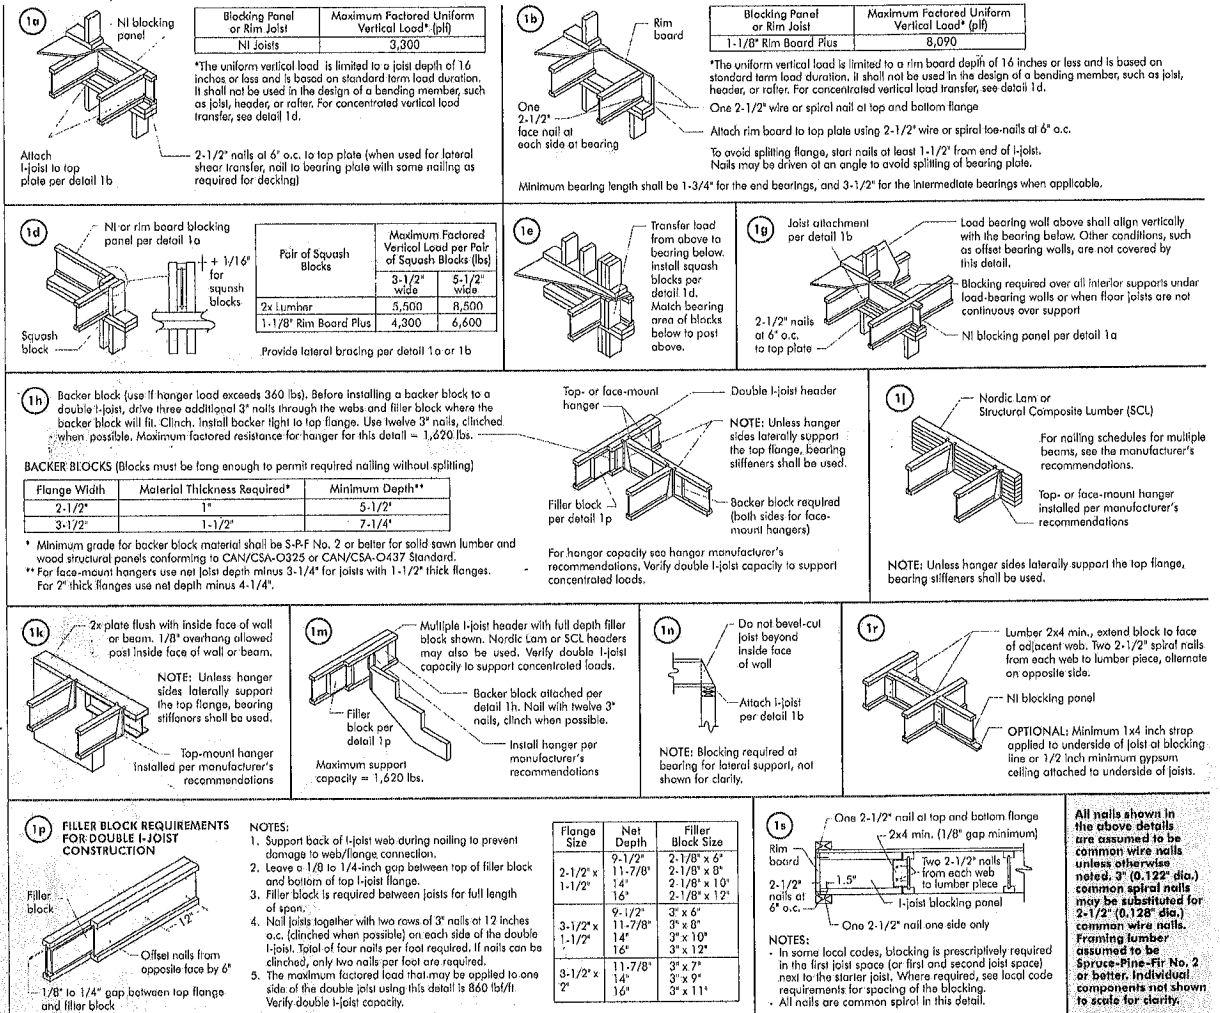 1a
NI blocking
panel
Blocking Panel
or Rim Joist
Maximum Factored Uniform
Vertical Load* (plf)
NI Joists
3,300
*The uniform vertical load is limited to a joist depth of 16
inches or less and is based on standard term load duration.
It shall not be used in the design of a bending member, such
as joist, header, or rafter. For concentrated vertical load
transfer, see detail 1d.
Attach
I-joist to top
plate per detail 1b
2-1/2" nails at 6" o.c. to top plate (when used for lateral
shear transfer, nail to bearing plate with same nailing as
required for decking)
1b
Rim
board
Blocking Panel
or Rim Joist
Maximum Factored Uniform
Vertical Load* (plf)
1-1/8" Rim Board Plus
8,090
*The uniform vertical load is limited to a rim board depth of 16 inches or less and is based on
standard term load duration. It shall not be used in the design of a bending member, such as joist,
header, or rafter. For concentrated vertical load transfer, see detail 1d.
One
2-1/2"
face nail at
each side at bearing
One 2-1/2" wire or spiral nail at top and bottom flange
Attach rim board to top plate using 2-1/2" wire or spiral toe-nails at 6" o.c.
To avoid splitting flange, start nails at least 1-1/2" from end of I-joist.
Nails may be driven at an angle to avoid splitting of bearing plate.
Minimum bearing length shall be 1-3/4" for the end bearings, and 3-1/2" for the intermediate bearings when applicable.
1d
NI or rim board blocking
panel per detail 1a
+ 1/16"
for
squash
blocks
Squash
block
Pair of Squash
Blocks
Maximum Factored
Vertical Load per Pair
of Squash Blocks (lbs)
3-1/2"
wide
5-1/2"
wide
2x Lumber
5,500
8,500
1-1/8" Rim Board Plus
4,300
6,600
Provide lateral bracing per detail 1a or 1b
1e
Transfer load
from above to
bearing below.
Install squash
blocks per
detail 1d.
Match bearing
area of blocks
below to post
above.
1g
Joist attachment
per detail 1b
Load bearing wall above shall align vertically
with the bearing below. Other conditions, such
as offset bearing walls, are not covered by
this detail.
Blocking required over all interior supports under
load-bearing walls or when floor joists are not
continuous over support
2-1/2" nails
at 6" o.c.
to top plate
NI blocking panel per detail 1a
1h
Backer block (use if hanger load exceeds 360 lbs). Before installing a backer block to a
double I-joist, drive three additional 3" nails through the webs and filler block where the
backer block will fit. Clinch. Install backer tight to top flange. Use twelve 3" nails, clinched
when possible. Maximum factored resistance for hanger for this detail = 1,620 lbs.
BACKER BLOCKS (Blocks must be long enough to permit required nailing without splitting)
Flange Width
Material Thickness Required*
Minimum Depth**
2-1/2"
1"
5-1/2"
3-1/2"
1-1/2"
7-1/4"
* Minimum grade for backer block material shall be S-P-F No. 2 or better for solid sawn lumber and
wood structural panels conforming to CAN/CSA-O325 or CAN/CSA-O437 Standard.
** For face-mount hangers use net joist depth minus 3-1/4" for joists with 1-1/2" thick flanges.
For 2" thick flanges use net depth minus 4-1/4".
Top- or face-mount
hanger
Double I-joist header
NOTE: Unless hanger
sides laterally support
the top flange, bearing
stiffeners shall be used.
Filler block
per detail 1p
Backer block required
(both sides for face-
mount hangers)
For hanger capacity see hanger manufacturer's
recommendations. Verify double I-joist capacity to support
concentrated loads.
1j
Nordic Lam or
Structural Composite Lumber (SCL)
For nailing schedules for multiple
beams, see the manufacturer's
recommendations.
Top- or face-mount hanger
installed per manufacturer's
recommendations
NOTE: Unless hanger sides laterally support the top flange,
bearing stiffeners shall be used.
1k
2x plate flush with inside face of wall
or beam. 1/8" overhang allowed
past inside face of wall or beam.
NOTE: Unless hanger
sides laterally support
the top flange, bearing
stiffeners shall be used.
Top-mount hanger
installed per manufacturer's
recommendations
1m
Multiple I-joist header with full depth filler
block shown. Nordic Lam or SCL headers
may also be used. Verify double I-joist
capacity to support concentrated loads.
Backer block attached per
detail 1h. Nail with twelve 3"
nails, clinch when possible.
Filler
block per
detail 1p
Install hanger per
manufacturer's
recommendations
Maximum support
capacity = 1,620 lbs.
1n
Do not bevel-cut
joist beyond
inside face
of wall
Attach I-joist
per detail 1b
NOTE: Blocking required at
bearing for lateral support, not
shown for clarity.
1r
Lumber 2x4 min., extend block to face
of adjacent web. Two 2-1/2" spiral nails
from each web to lumber piece, alternate
on opposite side.
NI blocking panel
OPTIONAL: Minimum 1x4 inch strap
applied to underside of joist at blocking
line or 1/2 inch minimum gypsum
ceiling attached to underside of joists.
1p
FILLER BLOCK REQUIREMENTS
FOR DOUBLE I-JOIST
CONSTRUCTION
Filler
block
12"
Offset nails from
opposite face by 6"
1/8" to 1/4" gap between top flange
and filler block
NOTES:
1. Support back of I-joist web during nailing to prevent
damage to web/flange connection.
2. Leave a 1/8 to 1/4-inch gap between top of filler block
and bottom of top I-joist flange.
3. Filler block is required between joists for full length
of span.
4. Nail joists together with two rows of 3" nails at 12 inches
o.c. (clinched when possible) on each side of the double
I-joist. Total of four nails per foot required. If nails can be
clinched, only two nails per foot are required.
5. The maximum factored load that may be applied to one
side of the double joist using this detail is 860 lbf/ft.
Verify double I-joist capacity.
Flange
Size
Net
Depth
Filler
Block Size
2-1/2" x
1-1/2"
9-1/2"
11-7/8"
14"
16"
2-1/8" x 6"
2-1/8" x 8"
2-1/8" x 10"
2-1/8" x 12"
3-1/2" x
1-1/2"
9-1/2"
11-7/8"
14"
16"
3" x 6"
3" x 8"
3" x 10"
3" x 12"
3-1/2" x
2"
11-7/8"
14"
16"
3" x 7"
3" x 9"
3" x 11"
1s
One 2-1/2" nail at top and bottom flange
2x4 min. (1/8" gap minimum)
Rim
board
Two 2-1/2" nails
from each web
to lumber piece
1.5"
2-1/2"
nails at
6" o.c.
I-joist blocking panel
One 2-1/2" nail one side only
NOTES:
- In some local codes, blocking is prescriptively required
in the first joist space (or first and second joist space)
next to the starter joist. Where required, see local code
requirements for spacing of the blocking.
- All nails are common spiral in this detail.
All nails shown in
the above details
are assumed to be
common wire nails
unless otherwise
noted. 3" (0.122" dia.)
common spiral nails
may be substituted for
2-1/2" (0.128" dia.)
common wire nails.
Framing lumber
assumed to be
Spruce-Pine-Fir No. 2
or better. Individual
components not shown
to scale for clarity.